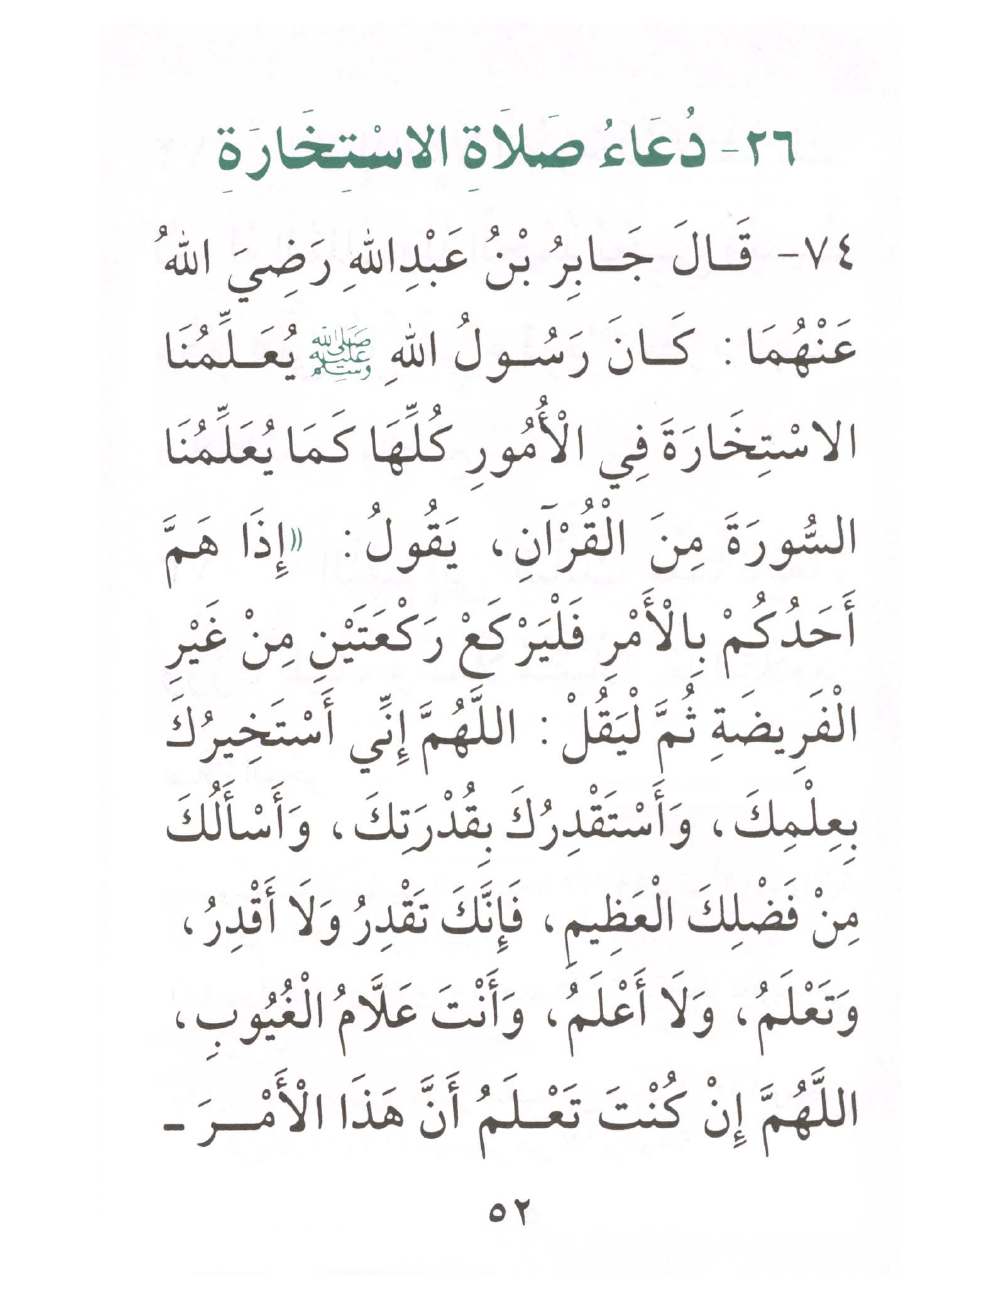 ٢٦- دُعَاءُ صَلَاةِ الاسْتِخَارَةِ
٧٤- قَالَ جَابِرُ بْنُ عَبْدِاللهِ رَضِيَ اللهُ
عَنْهُمَا: كَانَ رَسُولُ اللهِ ﷺ يُعَلِّمُنَا
الاسْتِخَارَةَ فِي الْأُمُورِ كُلِّهَا كَمَا يُعَلِّمُنَا
السُّورَةَ مِنَ الْقُرْآنِ، يَقُولُ: «إِذَا هَمَّ
أَحَدُكُمْ بِالْأَمْرِ فَلْيَرْكَعْ رَكْعَتَيْنِ مِنْ غَيْرِ
الْفَرِيضَةِ ثُمَّ لْيَقُلْ: اللَّهُمَّ إِنِّي أَسْتَخِيرُكَ
بِعِلْمِكَ، وَأَسْتَقْدِرُكَ بِقُدْرَتِكَ، وَأَسْأَلُكَ
مِنْ فَضْلِكَ الْعَظِيمِ، فَإِنَّكَ تَقْدِرُ وَلَا أَقْدِرُ،
وَتَعْلَمُ، وَلَا أَعْلَمُ، وَأَنْتَ عَلَّامُ الْغُيُوبِ،
اللَّهُمَّ إِنْ كُنْتَ تَعْلَمُ أَنَّ هَذَا الْأَمْرَ -
٥٢